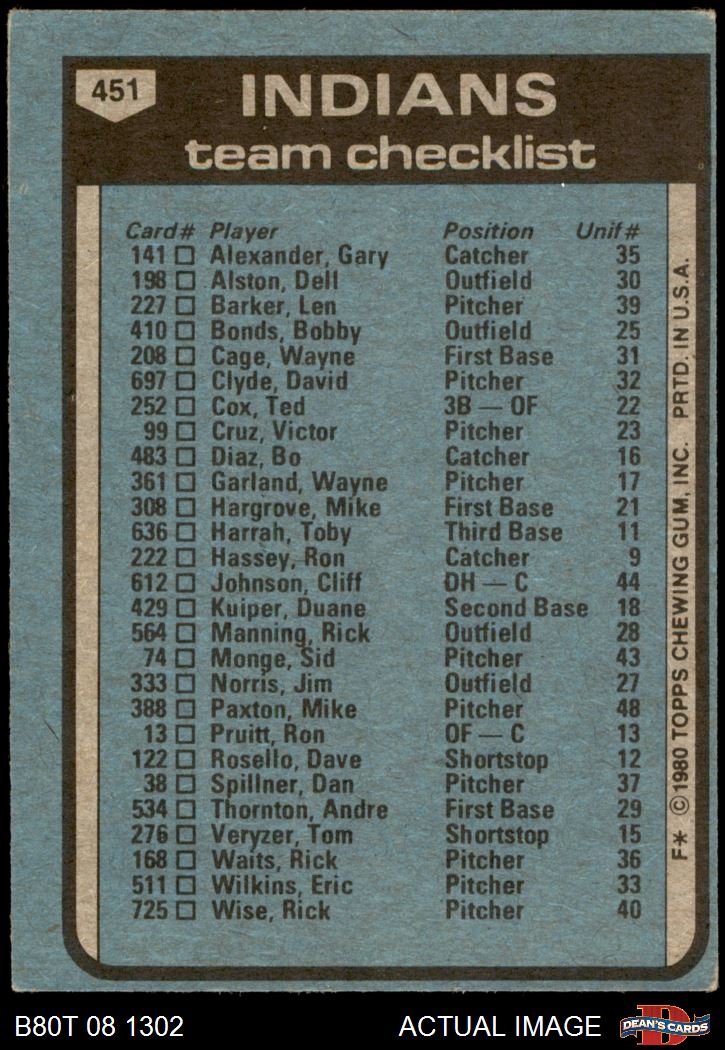 451
INDIANS
team checklist
Card# Player Position Unif#
141 □ Alexander, Gary Catcher 35
198 □ Alston, Dell Outfield 30
227 □ Barker, Len Pitcher 39
410 □ Bonds, Bobby Outfield 25
208 □ Cage, Wayne First Base 31
697 □ Clyde, David Pitcher 32
252 □ Cox, Ted 3B — OF 22
99 □ Cruz, Victor Pitcher 23
483 □ Diaz, Bo Catcher 16
361 □ Garland, Wayne Pitcher 17
308 □ Hargrove, Mike First Base 21
636 □ Harrah, Toby Third Base 11
222 □ Hassey, Ron Catcher 9
612 □ Johnson, Cliff DH — C 44
429 □ Kuiper, Duane Second Base 18
564 □ Manning, Rick Outfield 28
74 □ Monge, Sid Pitcher 43
333 □ Norris, Jim Outfield 27
388 □ Paxton, Mike Pitcher 48
13 □ Pruitt, Ron OF — C 13
122 □ Rosello, Dave Shortstop 12
38 □ Spillner, Dan Pitcher 37
534 □ Thornton, Andre First Base 29
276 □ Veryzer, Tom Shortstop 15
168 □ Waits, Rick Pitcher 36
511 □ Wilkins, Eric Pitcher 33
725 □ Wise, Rick Pitcher 40
F* ©1980 TOPPS CHEWING GUM, INC. PRTD. IN U.S.A.
B80T 08 1302 ACTUAL IMAGE
D
DEAN'S CARDS